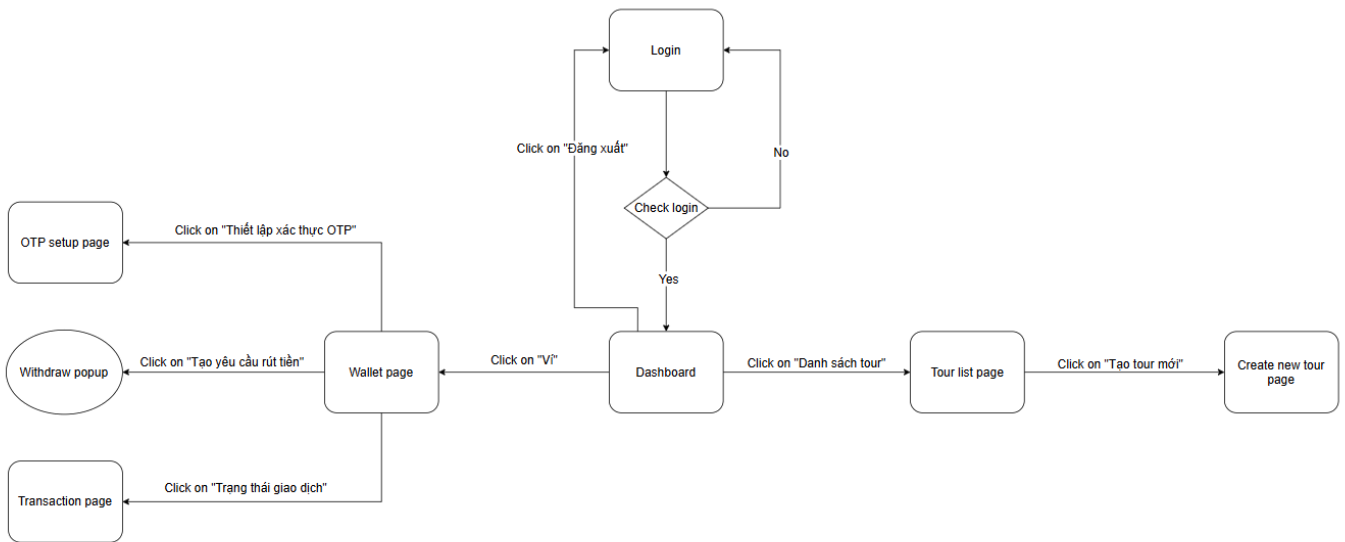 Login
Click on "Đăng xuất"
No
Check login
Click on "Thiết lập xác thực OTP"
OTP setup page
Yes
Withdraw popup
Click on "Tạo yêu cầu rút tiền"
Wallet page
Click on "Ví"
Dashboard
Click on "Danh sách tour"
Tour list page
Click on "Tạo tour mới"
Create new tour
page
Click on "Trạng thái giao dịch"
Transaction page